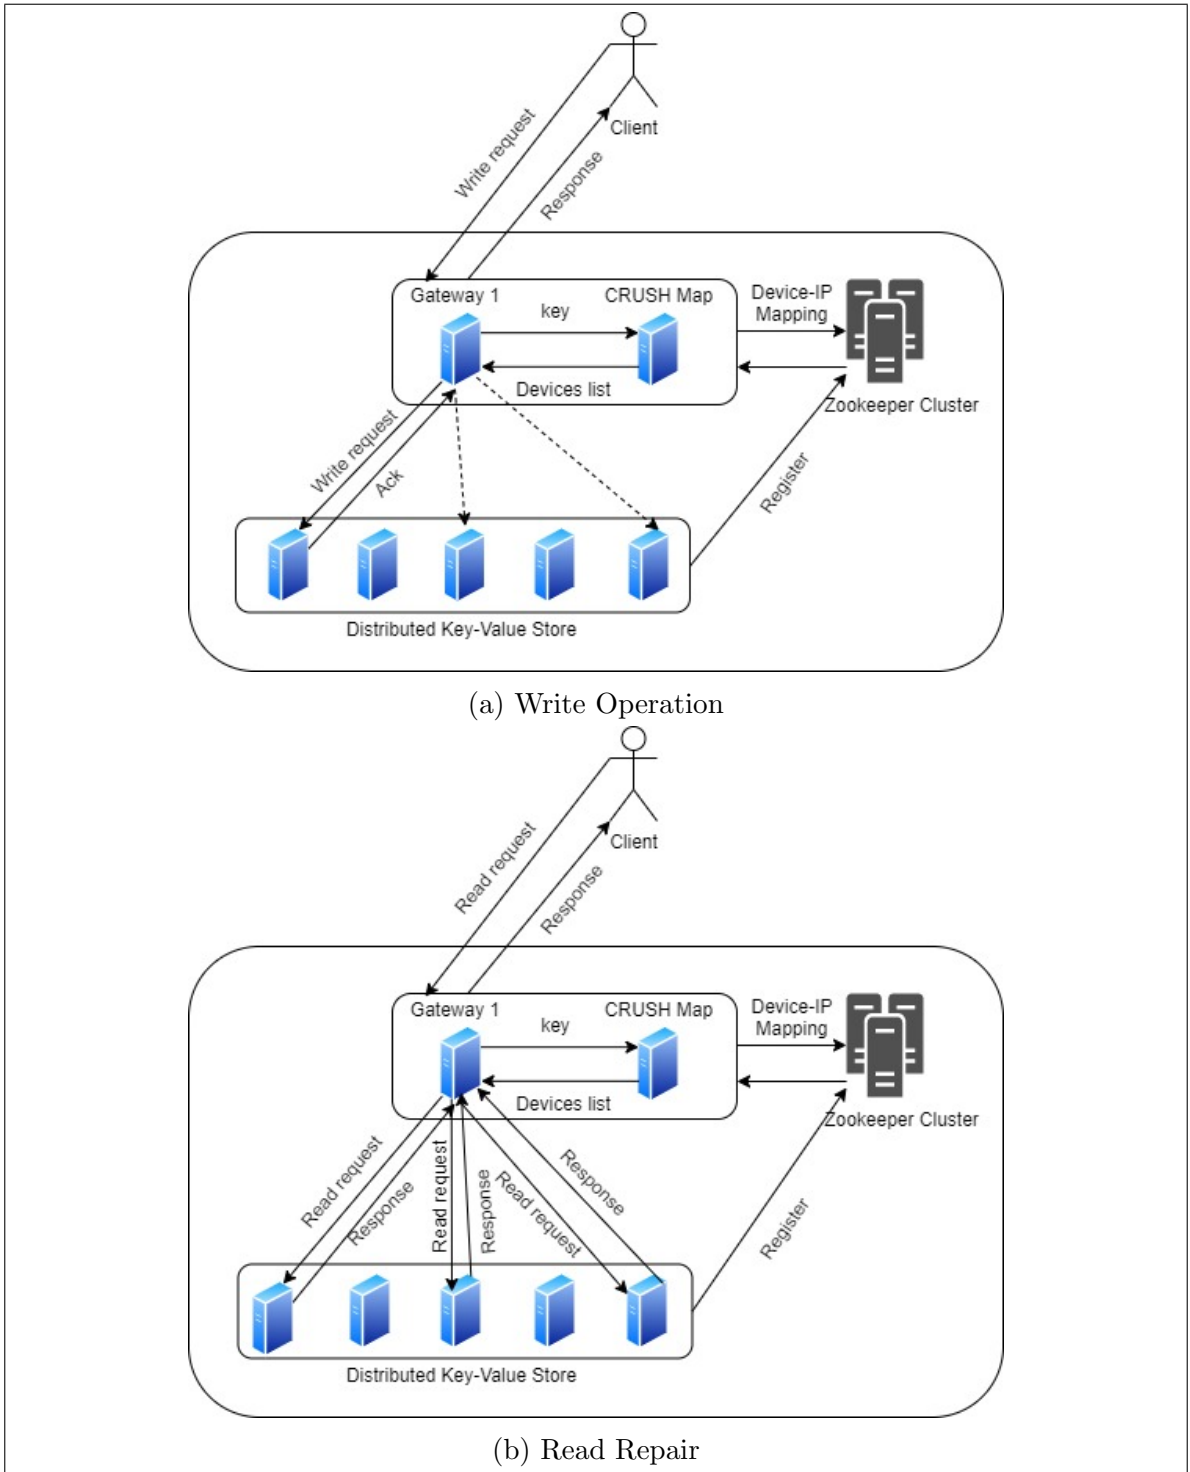 Client
Write request
Response
Gateway 1
CRUSH Map
key
Devices list
Device-IP
Mapping
Zookeeper Cluster
Write request
Ack
Register
Distributed Key-Value Store
(a) Write Operation
Client
Read request
Response
Gateway 1
CRUSH Map
key
Devices list
Device-IP
Mapping
Zookeeper Cluster
Read request
Response
Read request
Response
Read request
Response
Register
Distributed Key-Value Store
(b) Read Repair